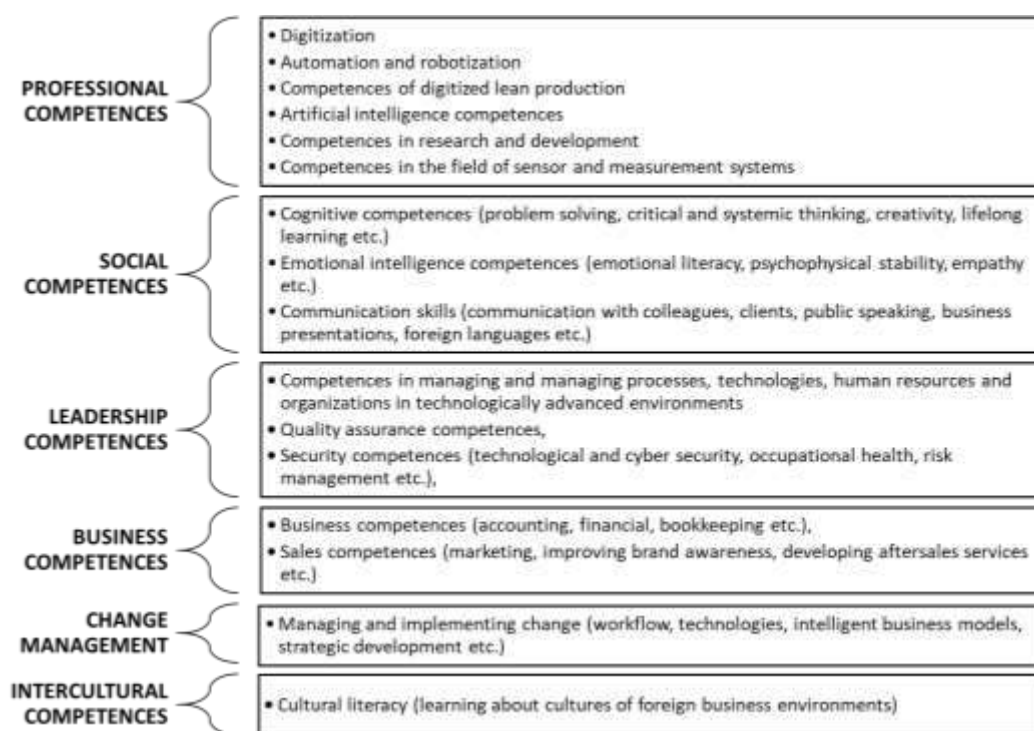 PROFESSIONAL
COMPETENCES
• Digitization
• Automation and robotization
• Competences of digitized lean production
• Artificial intelligence competences
• Competences in research and development
• Competences in the field of sensor and measurement systems
SOCIAL
COMPETENCES
• Cognitive competences (problem solving, critical and systemic thinking, creativity, lifelong
learning etc.)
• Emotional intelligence competences (emotional literacy, psychophysical stability, empathy
etc.)
• Communication skills (communication with colleagues, clients, public speaking, business
presentations, foreign languages etc.)
LEADERSHIP
COMPETENCES
• Competences in managing and managing processes, technologies, human resources and
organizations in technologically advanced environments
• Quality assurance competences,
• Security competences (technological and cyber security, occupational health, risk
management etc.),
BUSINESS
COMPETENCES
• Business competences (accounting, financial, bookkeeping etc.),
• Sales competences (marketing, improving brand awareness, developing aftersales services
etc.)
CHANGE
MANAGEMENT
• Managing and implementing change (workflow, technologies, intelligent business models,
strategic development etc.)
INTERCULTURAL
COMPETENCES
• Cultural literacy (learning about cultures of foreign business environments)